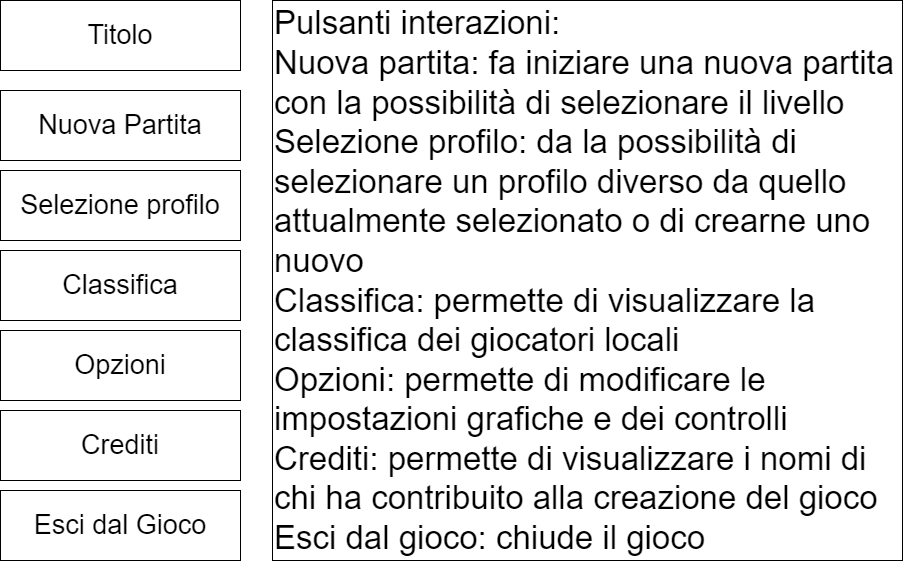 Titolo
Nuova Partita
Selezione profilo
Classifica
Opzioni
Crediti
Esci dal Gioco
Pulsanti interazioni:
Nuova partita: fa iniziare una nuova partita
con la possibilità di selezionare il livello
Selezione profilo: da la possibilità di
selezionare un profilo diverso da quello
attualmente selezionato o di crearne uno
nuovo
Classifica: permette di visualizzare la
classifica dei giocatori locali
Opzioni: permette di modificare le
impostazioni grafiche e dei controlli
Crediti: permette di visualizzare i nomi di
chi ha contribuito alla creazione del gioco
Esci dal gioco: chiude il gioco